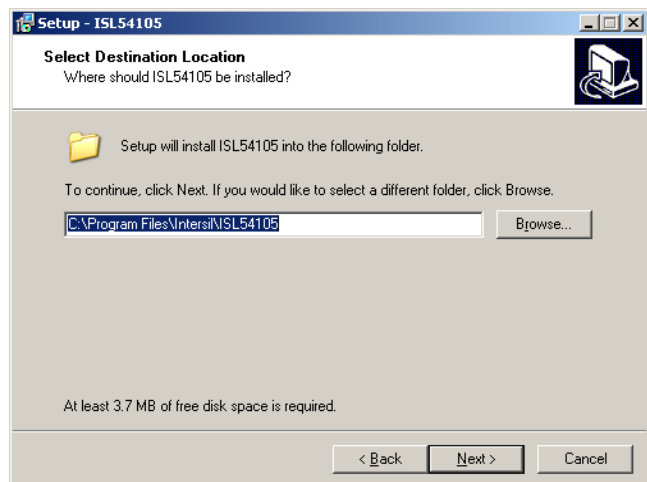 Setup - ISL54105
Select Destination Location
Where should ISL54105 be installed?
Setup will install ISL54105 into the following folder.
To continue, click Next. If you would like to select a different folder, click Browse.
C:\Program Files\Intersil\ISL54105
Browse...
At least 3.7 MB of free disk space is required.
< Back
Next >
Cancel